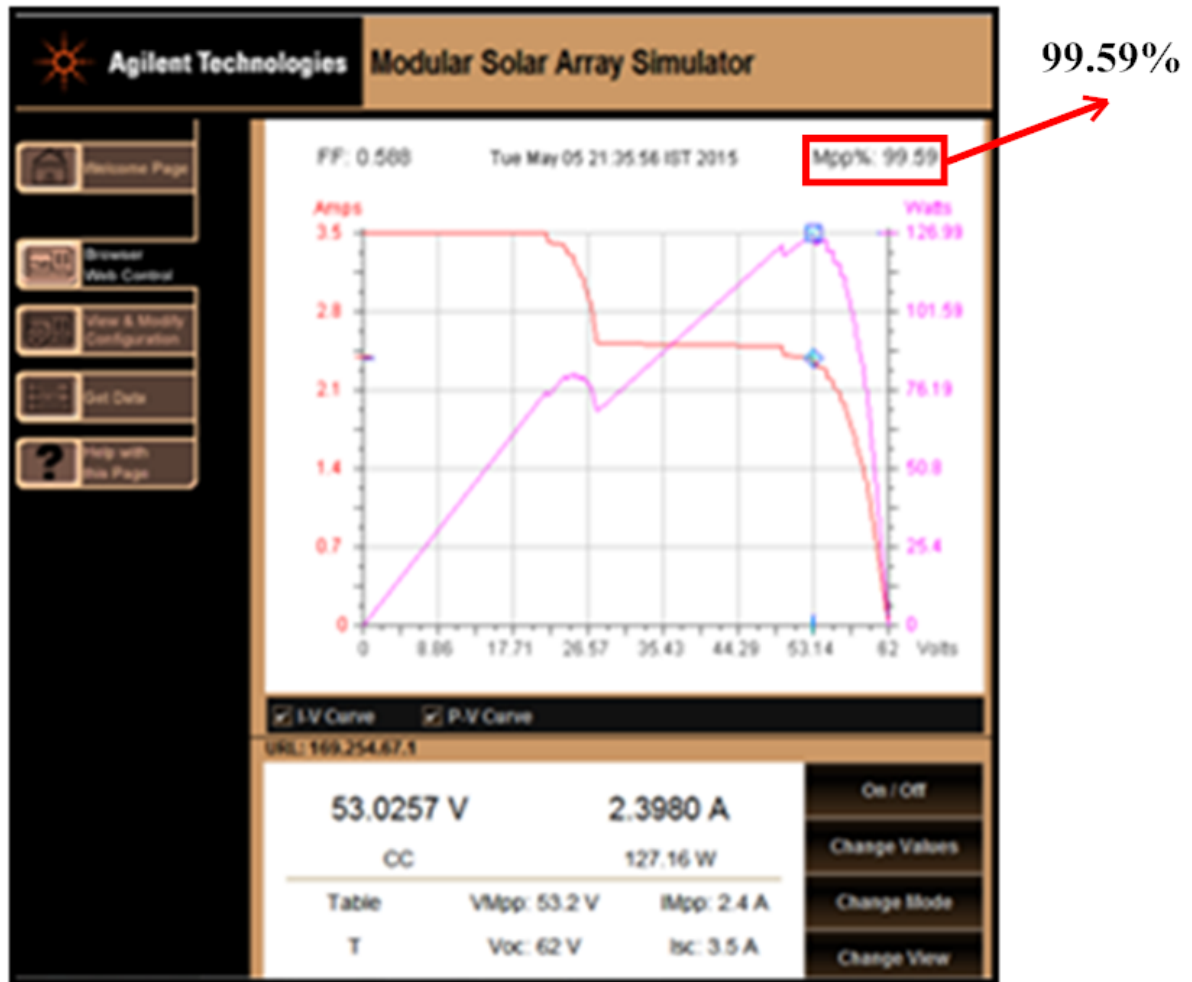 Agilent Technologies
Modular Solar Array Simulator
99.59%
Welcome Page
Browser
Web Control
View & Modify
Configuration
Get Data
?
Help with
this Page
FF: 0.588
Tue May 05 21:35:56 IST 2015
Mpp%: 99.59
Amps
Watts
3.5
126.99
2.8
101.59
2.1
76.19
1.4
50.8
0.7
25.4
0
0
0 8.86 17.71 26.57 35.43 44.29 53.14 62 Volts
I-V Curve
P-V Curve
URL: 169.254.67.1
53.0257 V
2.3980 A
CC
127.16 W
Table
VMpp: 53.2 V
IMpp: 2.4 A
T
Voc: 62 V
Isc: 3.5 A
On / Off
Change Values
Change Mode
Change View